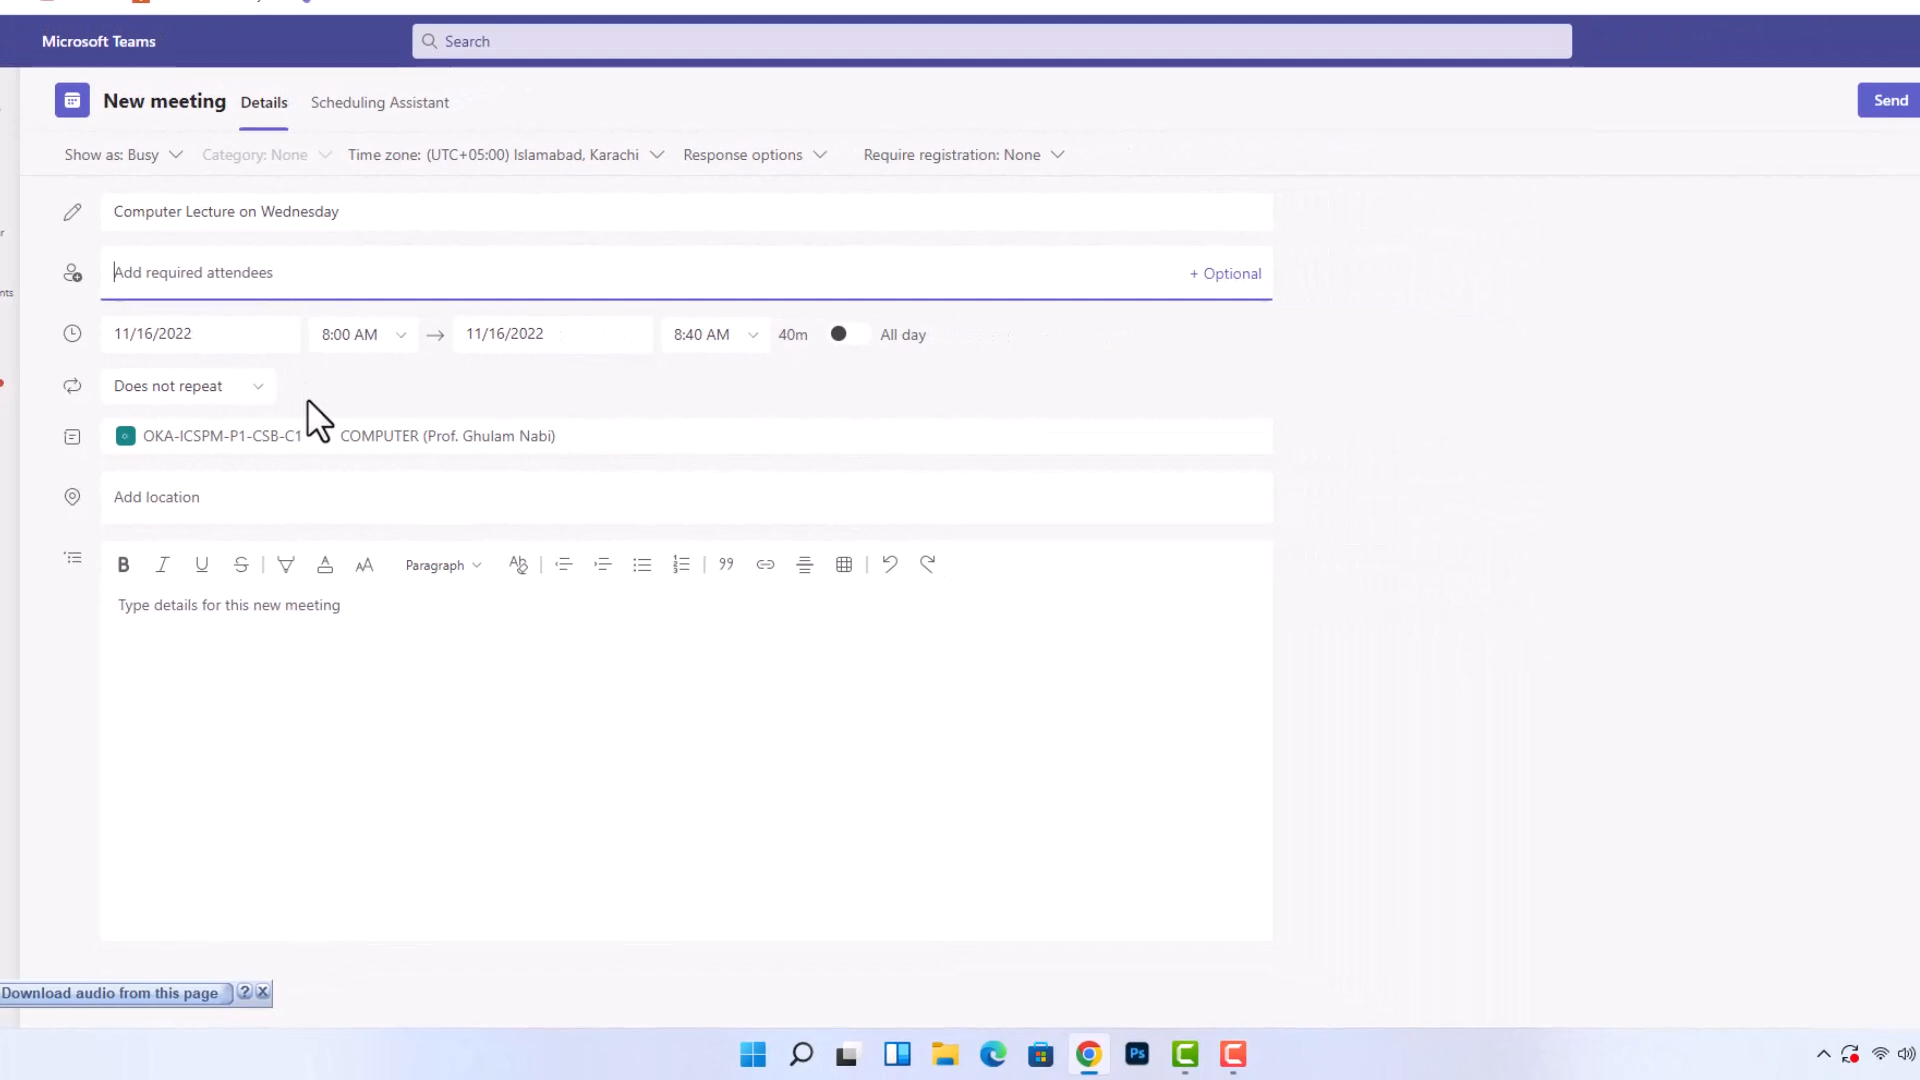 Microsoft Teams
Search
New meeting
Details
Scheduling Assistant
Send
Show as: Busy
Category: None
Time zone: (UTC+05:00) Islamabad, Karachi
Response options
Require registration: None
Computer Lecture on Wednesday
Add required attendees
+ Optional
11/16/2022
8:00 AM
11/16/2022
8:40 AM
40m
All day
Does not repeat
OKA-ICSPM-P1-CSB-C1
COMPUTER (Prof. Ghulam Nabi)
Add location
Paragraph
Type details for this new meeting
Download audio from this page